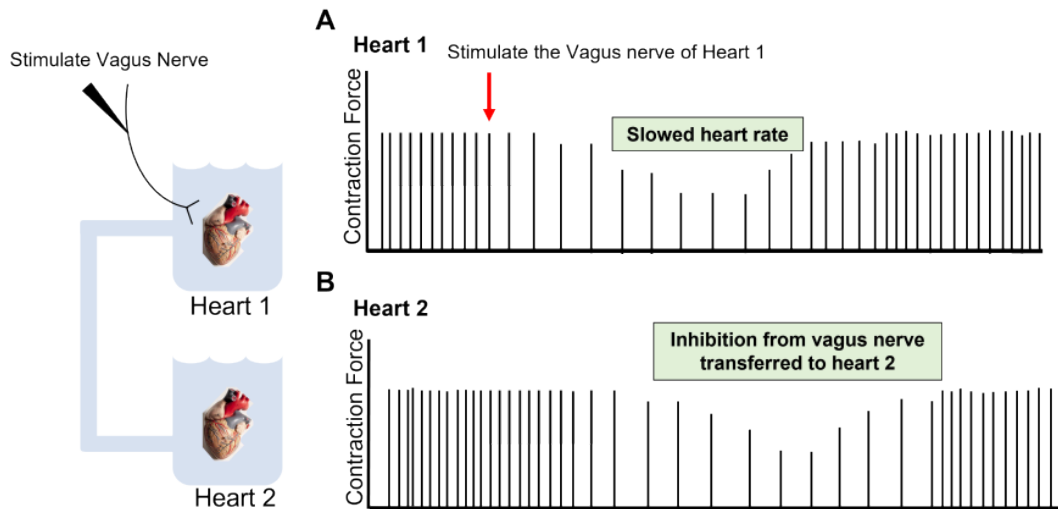 Stimulate Vagus Nerve
Heart 1
Heart 2
A
Heart 1
Stimulate the Vagus nerve of Heart 1
Contraction Force
Slowed heart rate
B
Heart 2
Contraction Force
Inhibition from vagus nerve
transferred to heart 2